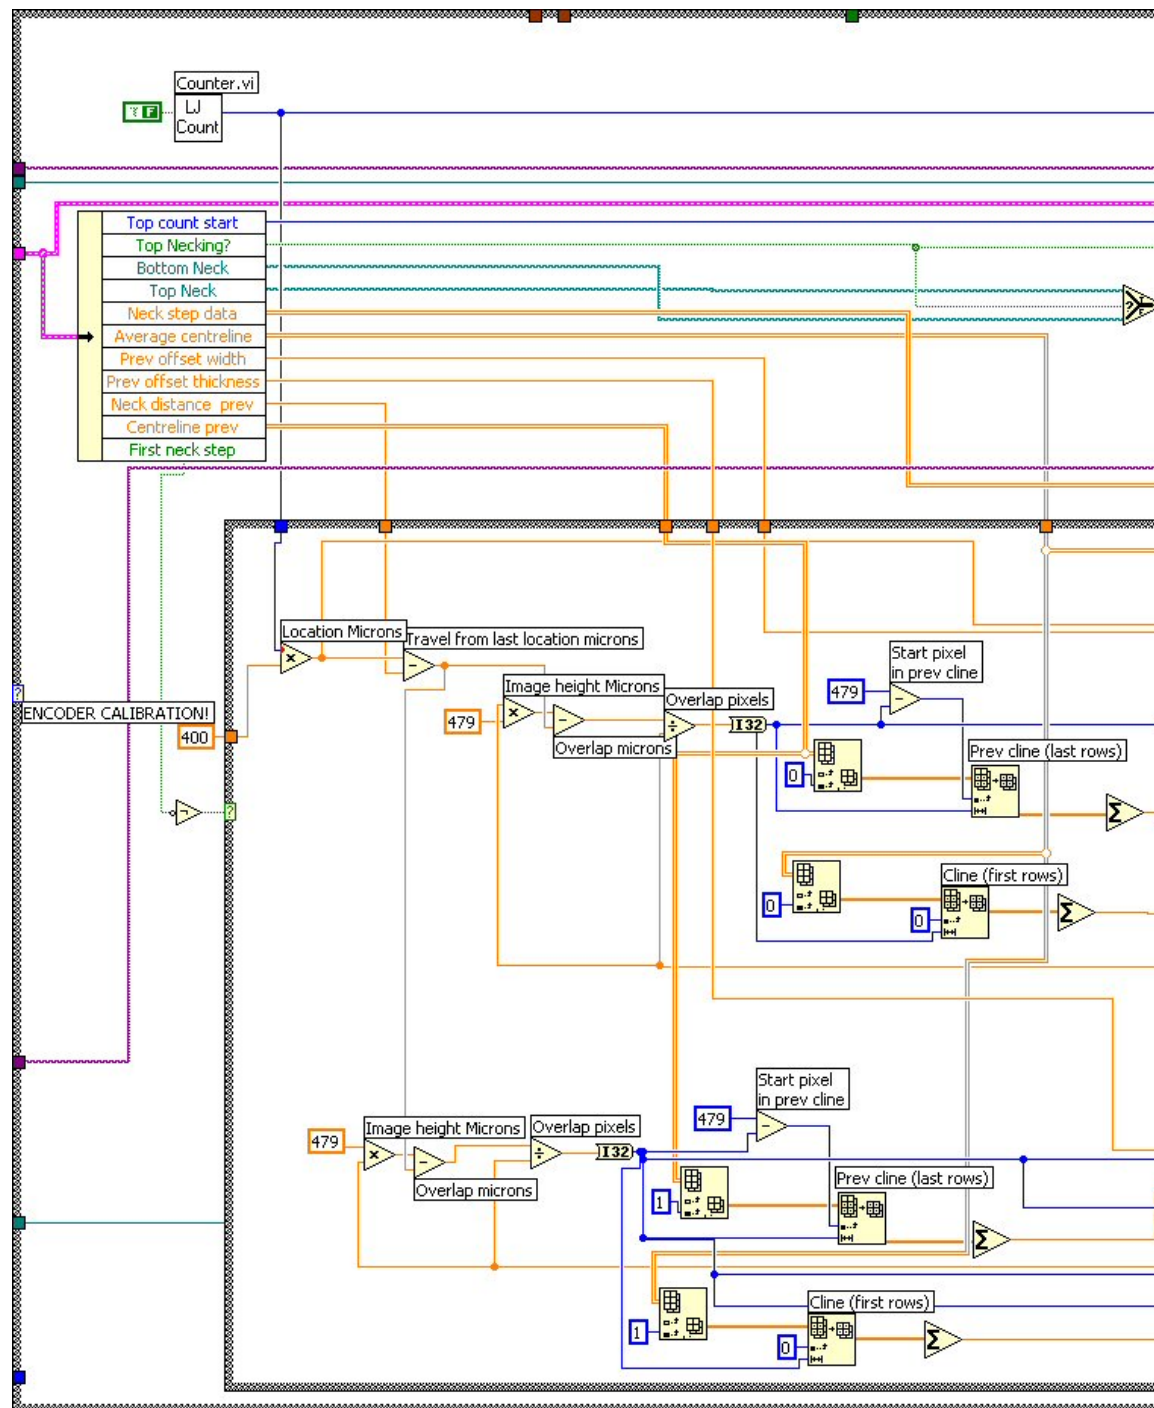 Counter.vi
F
LJ
Count
Top count start
Top Necking?
Bottom Neck
Top Neck
Neck step data
Average centreline
Prev offset width
Prev offset thickness
Neck distance prev
Centreline prev
First neck step
?
T
F
Location Microns
Travel from last location microns
Start pixel
in prev cline
479
Image height Microns
Overlap pixels
479
I32
Overlap microns
?
ENCODER CALIBRATION!
400
Prev cline (last rows)
0
?
Σ
Cline (first rows)
0
0
Σ
Start pixel
in prev cline
479
Image height Microns
Overlap pixels
479
I32
Overlap microns
Prev cline (last rows)
1
Σ
Cline (first rows)
1
0
Σ